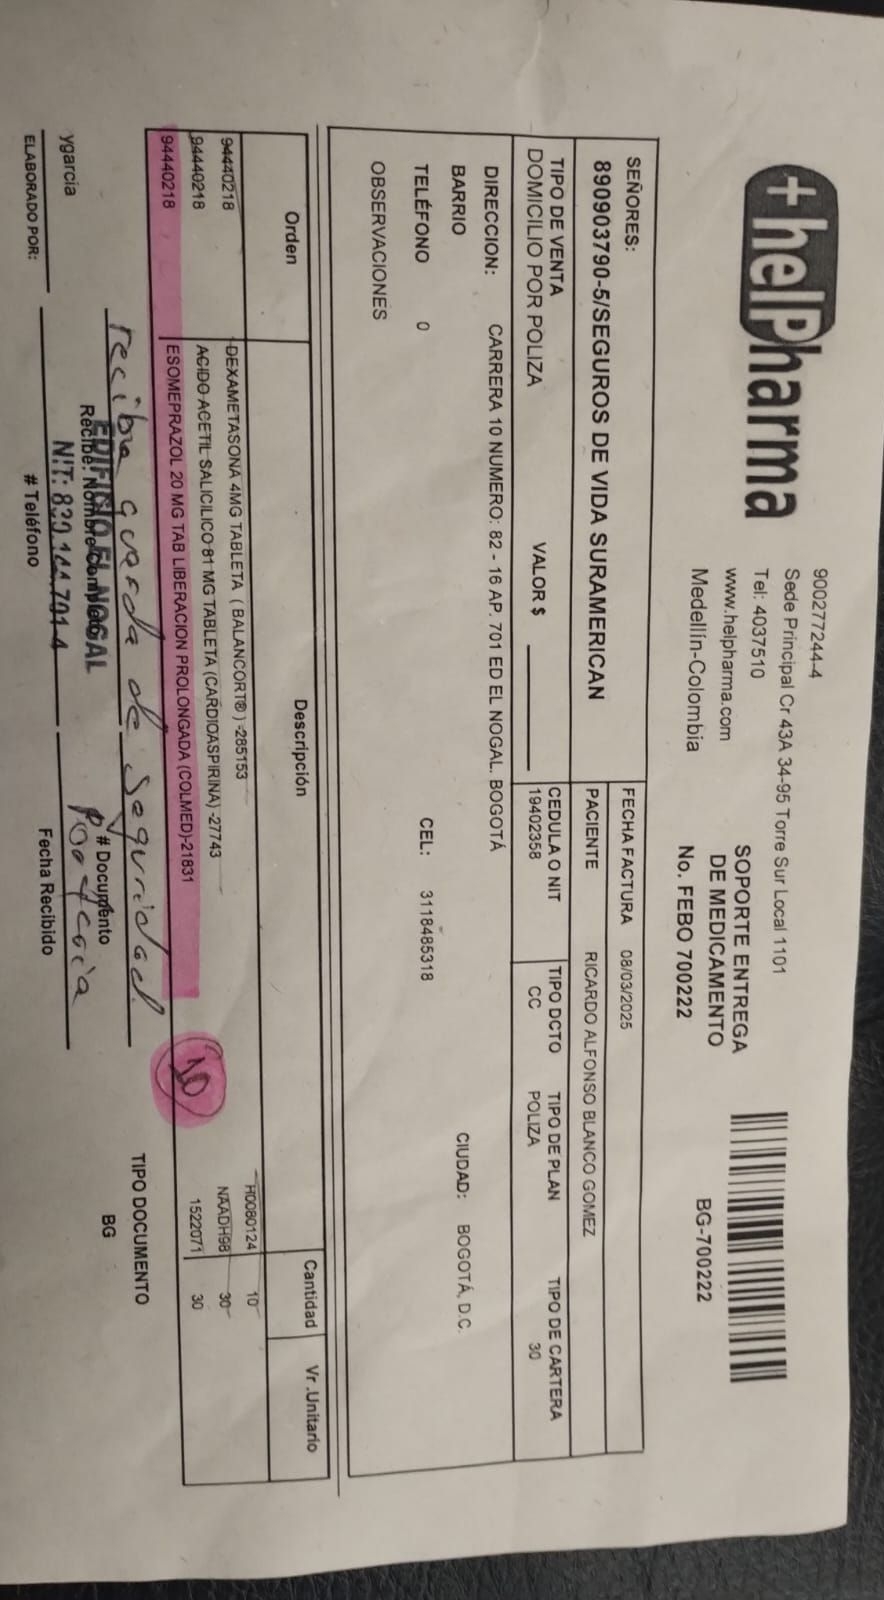 +helPharma
900277244-4
Sede Principal Cr 43A 34-95 Torre Sur Local 1101
Tel: 4037510
www.helpharma.com
Medellín-Colombia
SOPORTE ENTREGA
DE MEDICAMENTO
No. FEBO 700222
BG-700222
SEÑORES:
890903790-5/SEGUROS DE VIDA SURAMERICAN
FECHA FACTURA 08/03/2025
PACIENTE RICARDO ALFONSO BLANCO GOMEZ
TIPO DE VENTA
DOMICILIO POR POLIZA
VALOR $
CEDULA O NIT
19402358
TIPO DCTO
CC
TIPO DE PLAN
POLIZA
TIPO DE CARTERA
30
DIRECCION: CARRERA 10 NUMERO: 82 - 16 AP. 701 ED EL NOGAL. BOGOTÁ
BARRIO CIUDAD: BOGOTÁ, D.C.
TELÉFONO 0 CEL: 3118485318
OBSERVACIONES
Orden Descripción Cantidad Vr .Unitario
94440218 DEXAMETASONA 4MG TABLETA ( BALANCORT®) -285153 H0080124 10
94440218 ACIDO ACETIL SALICILICO 81 MG TABLETA (CARDIOASPIRINA) -27743 NAADH98 30
94440218 ESOMEPRAZOL 20 MG TAB LIBERACION PROLONGADA (COLMED)-21831 1522071 30
10
recibe guarda de seguridad
porteria
EDIFICIO EL NOGAL
NIT: 830.144.701-4
Recibe: Nombre # Documento
TIPO DOCUMENTO
BG
ygarcia
ELABORADO POR: # Teléfono Fecha Recibido